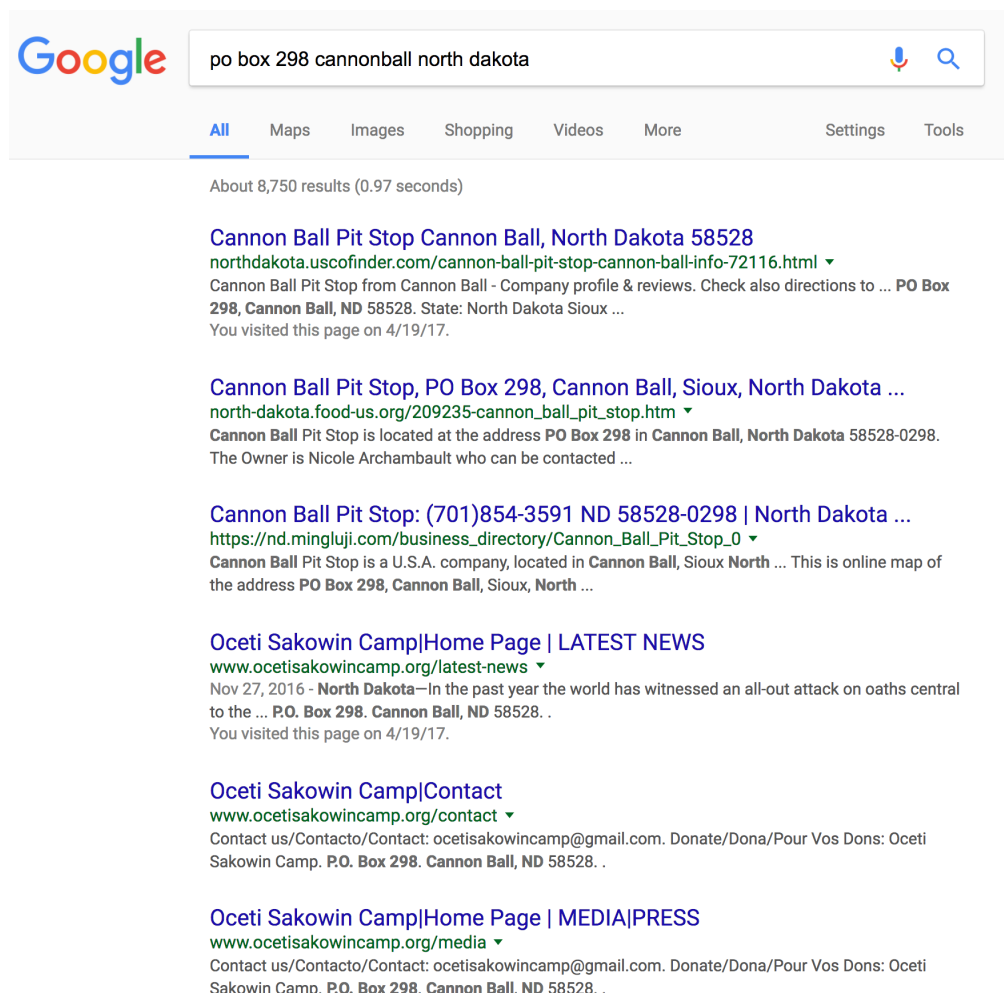 Google
po box 298 cannonball north dakota
All Maps Images Shopping Videos More Settings Tools
About 8,750 results (0.97 seconds)
Cannon Ball Pit Stop Cannon Ball, North Dakota 58528
northdakota.uscofinder.com/cannon-ball-pit-stop-cannon-ball-info-72116.html
Cannon Ball Pit Stop from Cannon Ball - Company profile & reviews. Check also directions to ... PO Box
298, Cannon Ball, ND 58528. State: North Dakota Sioux ...
You visited this page on 4/19/17.
Cannon Ball Pit Stop, PO Box 298, Cannon Ball, Sioux, North Dakota ...
north-dakota.food-us.org/209235-cannon_ball_pit_stop.htm
Cannon Ball Pit Stop is located at the address PO Box 298 in Cannon Ball, North Dakota 58528-0298.
The Owner is Nicole Archambault who can be contacted ...
Cannon Ball Pit Stop: (701)854-3591 ND 58528-0298 | North Dakota ...
https://nd.mingluji.com/business_directory/Cannon_Ball_Pit_Stop_0
Cannon Ball Pit Stop is a U.S.A. company, located in Cannon Ball, Sioux North ... This is online map of
the address PO Box 298, Cannon Ball, Sioux, North ...
Oceti Sakowin Camp|Home Page | LATEST NEWS
www.ocetisakowincamp.org/latest-news
Nov 27, 2016 - North Dakota—In the past year the world has witnessed an all-out attack on oaths central
to the ... P.O. Box 298. Cannon Ball, ND 58528. .
You visited this page on 4/19/17.
Oceti Sakowin Camp|Contact
www.ocetisakowincamp.org/contact
Contact us/Contacto/Contact: ocetisakowincamp@gmail.com. Donate/Dona/Pour Vos Dons: Oceti
Sakowin Camp. P.O. Box 298. Cannon Ball, ND 58528. .
Oceti Sakowin Camp|Home Page | MEDIA|PRESS
www.ocetisakowincamp.org/media
Contact us/Contacto/Contact: ocetisakowincamp@gmail.com. Donate/Dona/Pour Vos Dons: Oceti
Sakowin Camp. P.O. Box 298. Cannon Ball, ND 58528. .